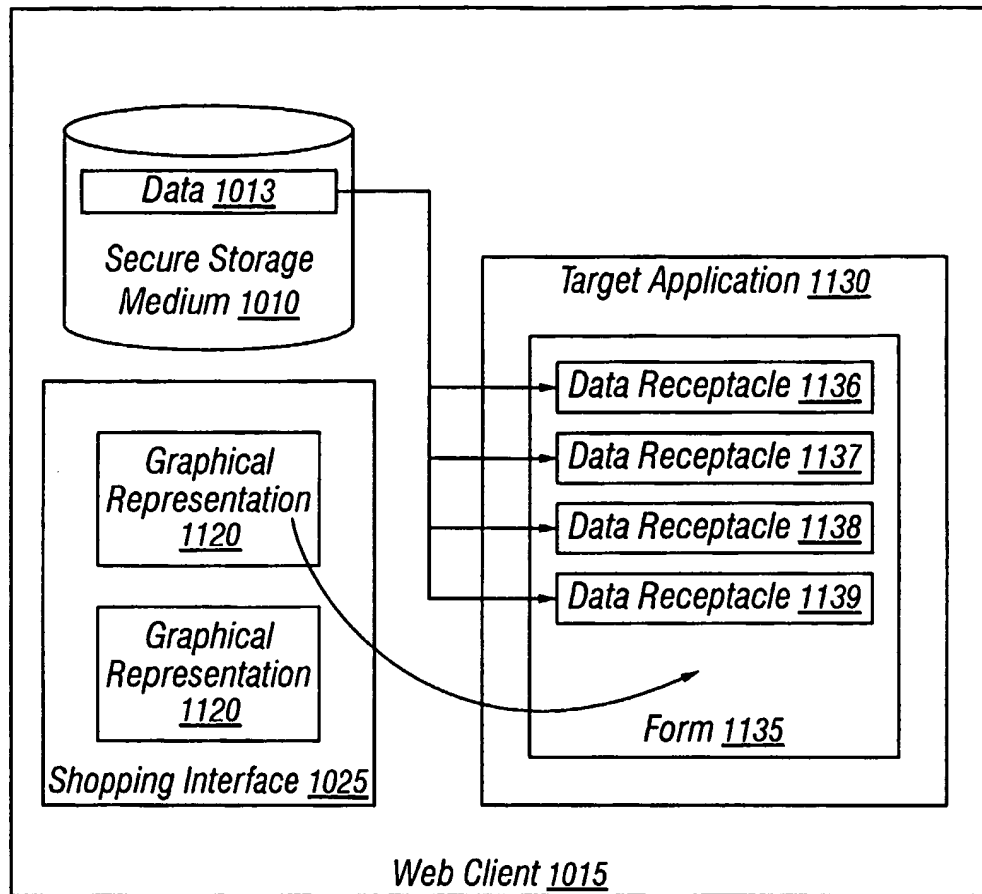 Data 1013
Secure Storage
Medium 1010
Target Application 1130
Data Receptacle 1136
Data Receptacle 1137
Data Receptacle 1138
Data Receptacle 1139
Form 1135
Graphical
Representation
1120
Graphical
Representation
1120
Shopping Interface 1025
Web Client 1015